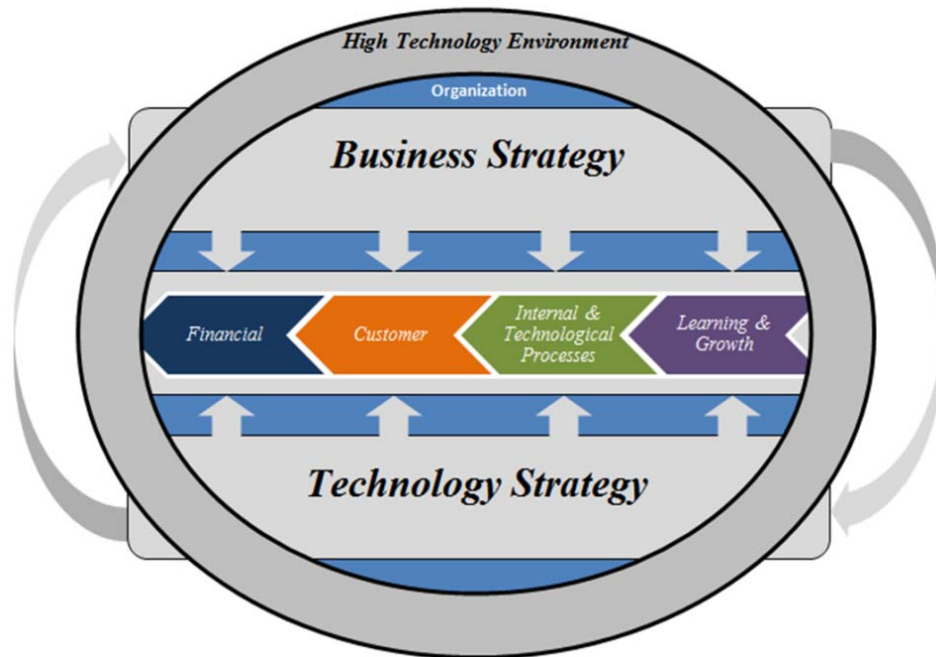 High Technology Environment
Organization
Business Strategy
Financial
Customer
Internal &
Technological
Processes
Learning &
Growth
Technology Strategy